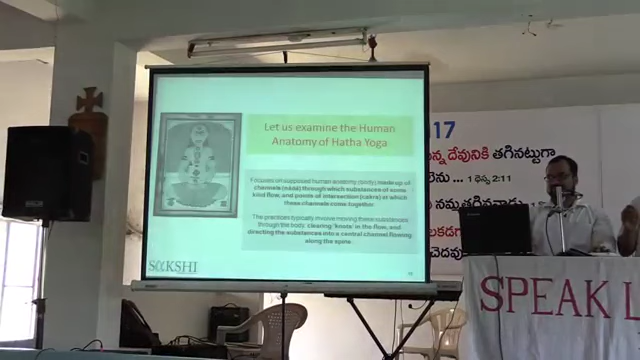 Let us examine the Human
Anatomy of Hatha Yoga
Focuses on supposed human anatomy (body) made up of
channels (nāḍā) through which substances of some
kind flow, and points of intersection (cakra) at which
these channels come together.
The practices typically involve moving these substances
through the body, clearing 'knots' in the flow, and
directing the substances into a central channel flowing
along the spine.
SAKSHI
17
న్న దేవునికి తగినట్టుగా
లెను ... 1 థెస్స 2:11
SPEAK L